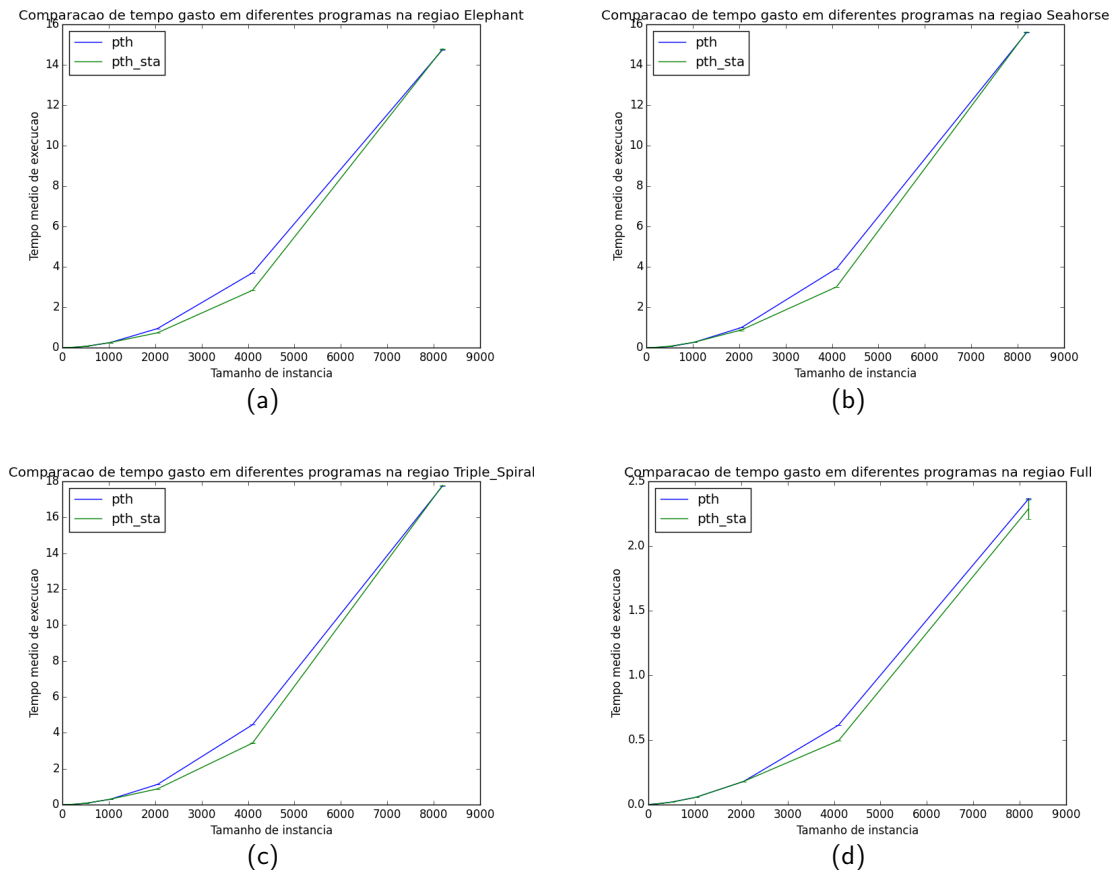 Comparacao de tempo gasto em diferentes programas na regiao Elephant
16
14
12
10
8
6
4
2
0
pth
pth_sta
Tempo medio de execucao
0 1000 2000 3000 4000 5000 6000 7000 8000 9000
Tamanho de instancia
(a)
Comparacao de tempo gasto em diferentes programas na regiao Seahorse
16
14
12
10
8
6
4
2
0
pth
pth_sta
Tempo medio de execucao
0 1000 2000 3000 4000 5000 6000 7000 8000 9000
Tamanho de instancia
(b)
Comparacao de tempo gasto em diferentes programas na regiao Triple_Spiral
18
16
14
12
10
8
6
4
2
0
pth
pth_sta
Tempo medio de execucao
0 1000 2000 3000 4000 5000 6000 7000 8000 9000
Tamanho de instancia
(c)
Comparacao de tempo gasto em diferentes programas na regiao Full
2.5
2.0
1.5
1.0
0.5
0.0
pth
pth_sta
Tempo medio de execucao
0 1000 2000 3000 4000 5000 6000 7000 8000 9000
Tamanho de instancia
(d)